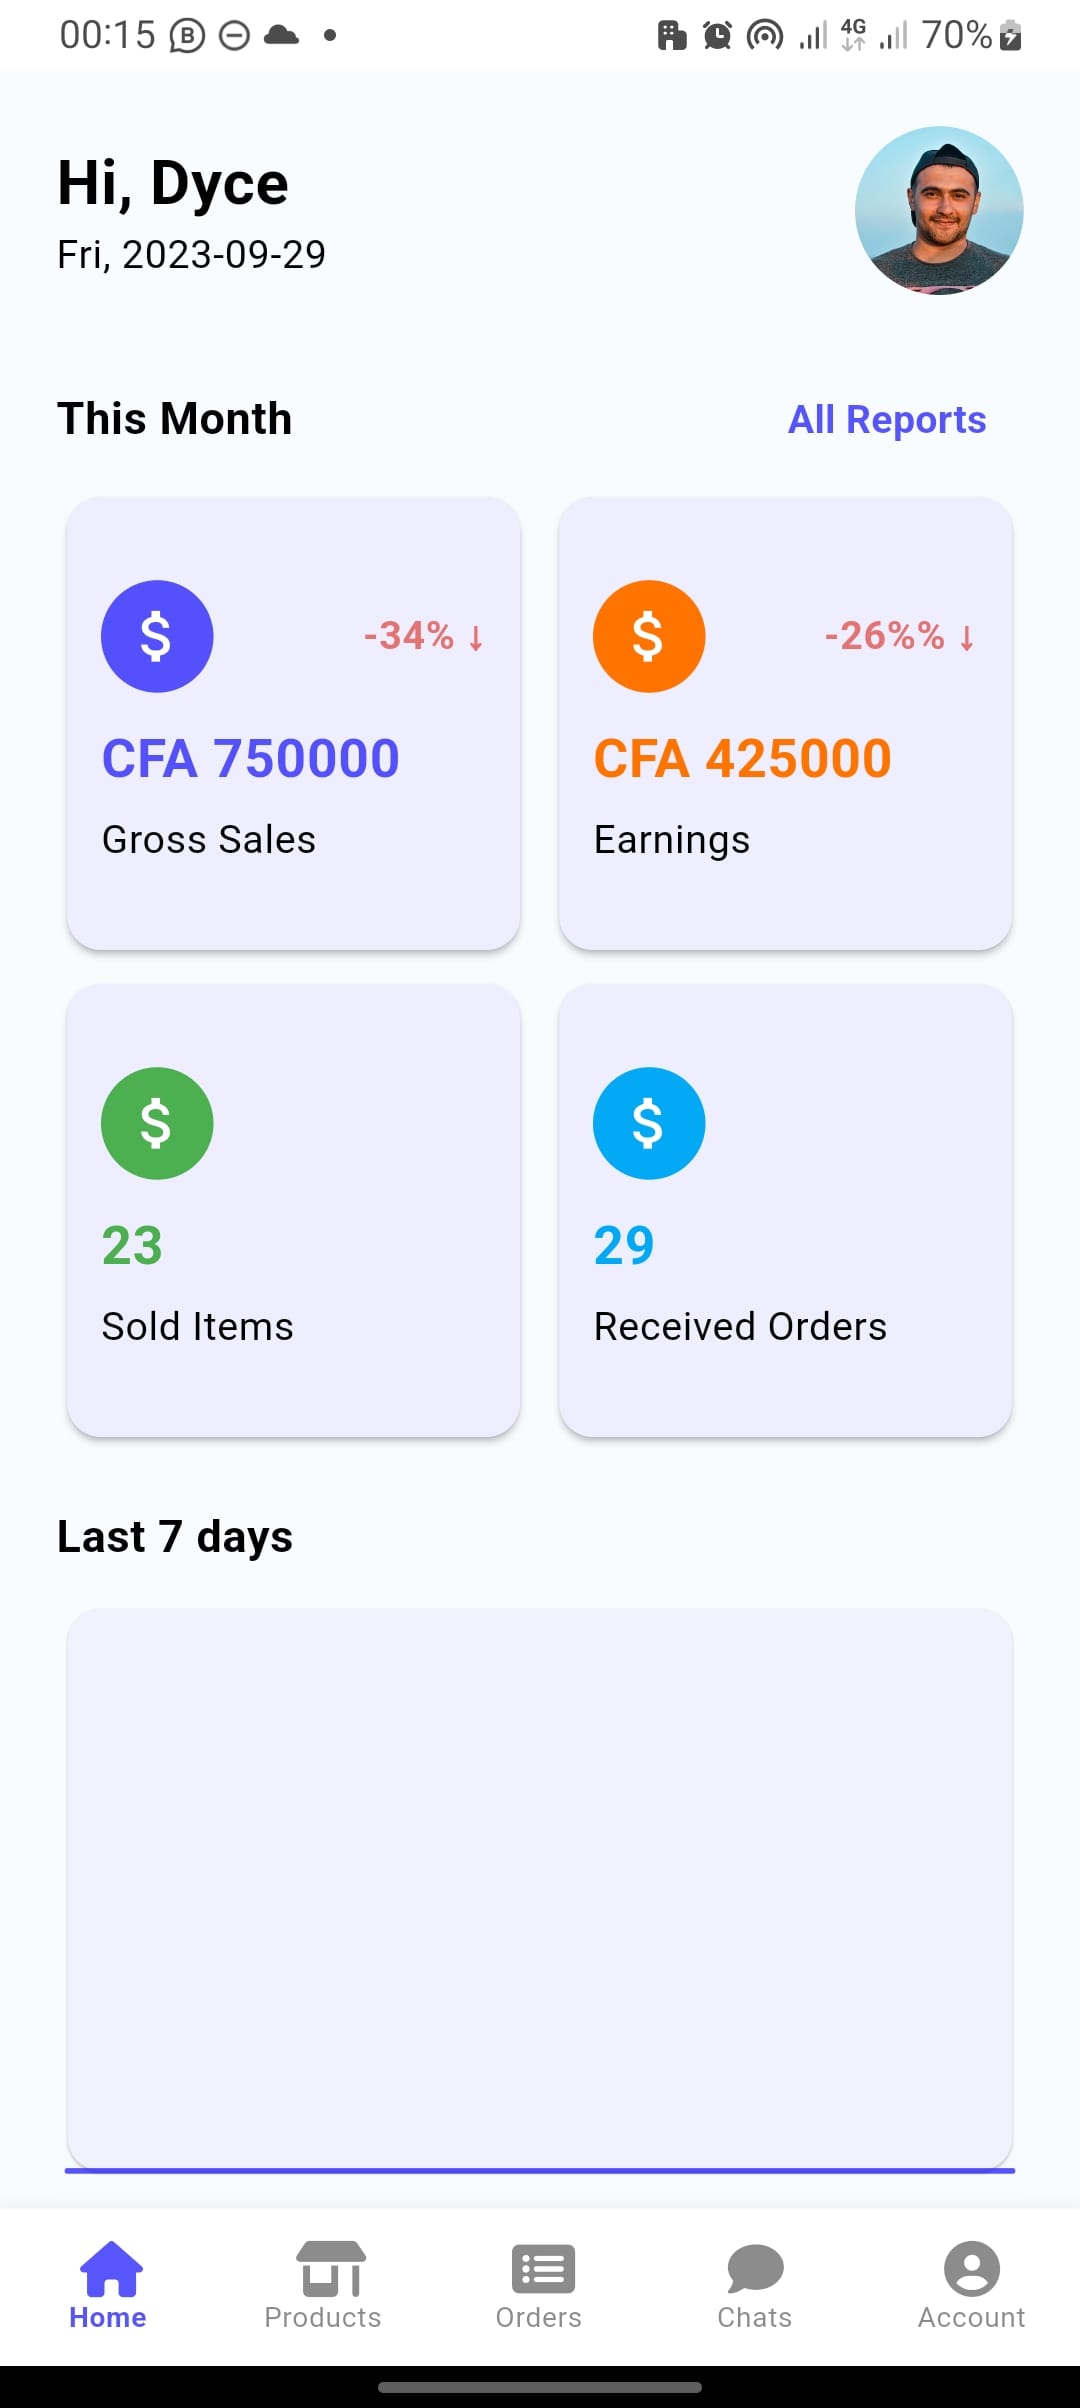 00:15 B 4G 70%
Hi, Dyce
Fri, 2023-09-29
This Month All Reports
$ -34% ↓ $ -26%% ↓
CFA 750000 CFA 425000
Gross Sales Earnings
$ $
23 29
Sold Items Received Orders
Last 7 days
Home Products Orders Chats Account